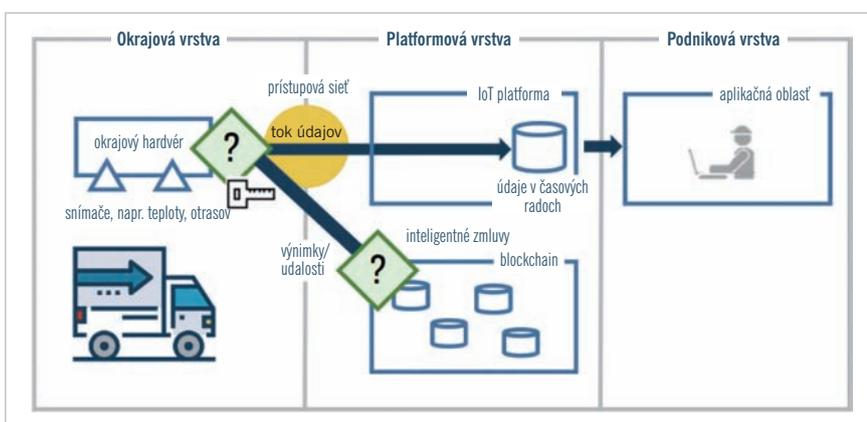 Okrajová vrstva
Platformová vrstva
Podniková vrstva
prístupová sieť
IoT platforma
aplikačná oblasť
okrajový hardvér
?
tok údajov
údaje v časových
radoch
snímače, napr. teploty, otrasov
výnimky/
udalosti
inteligentné zmluvy
?
blockchain